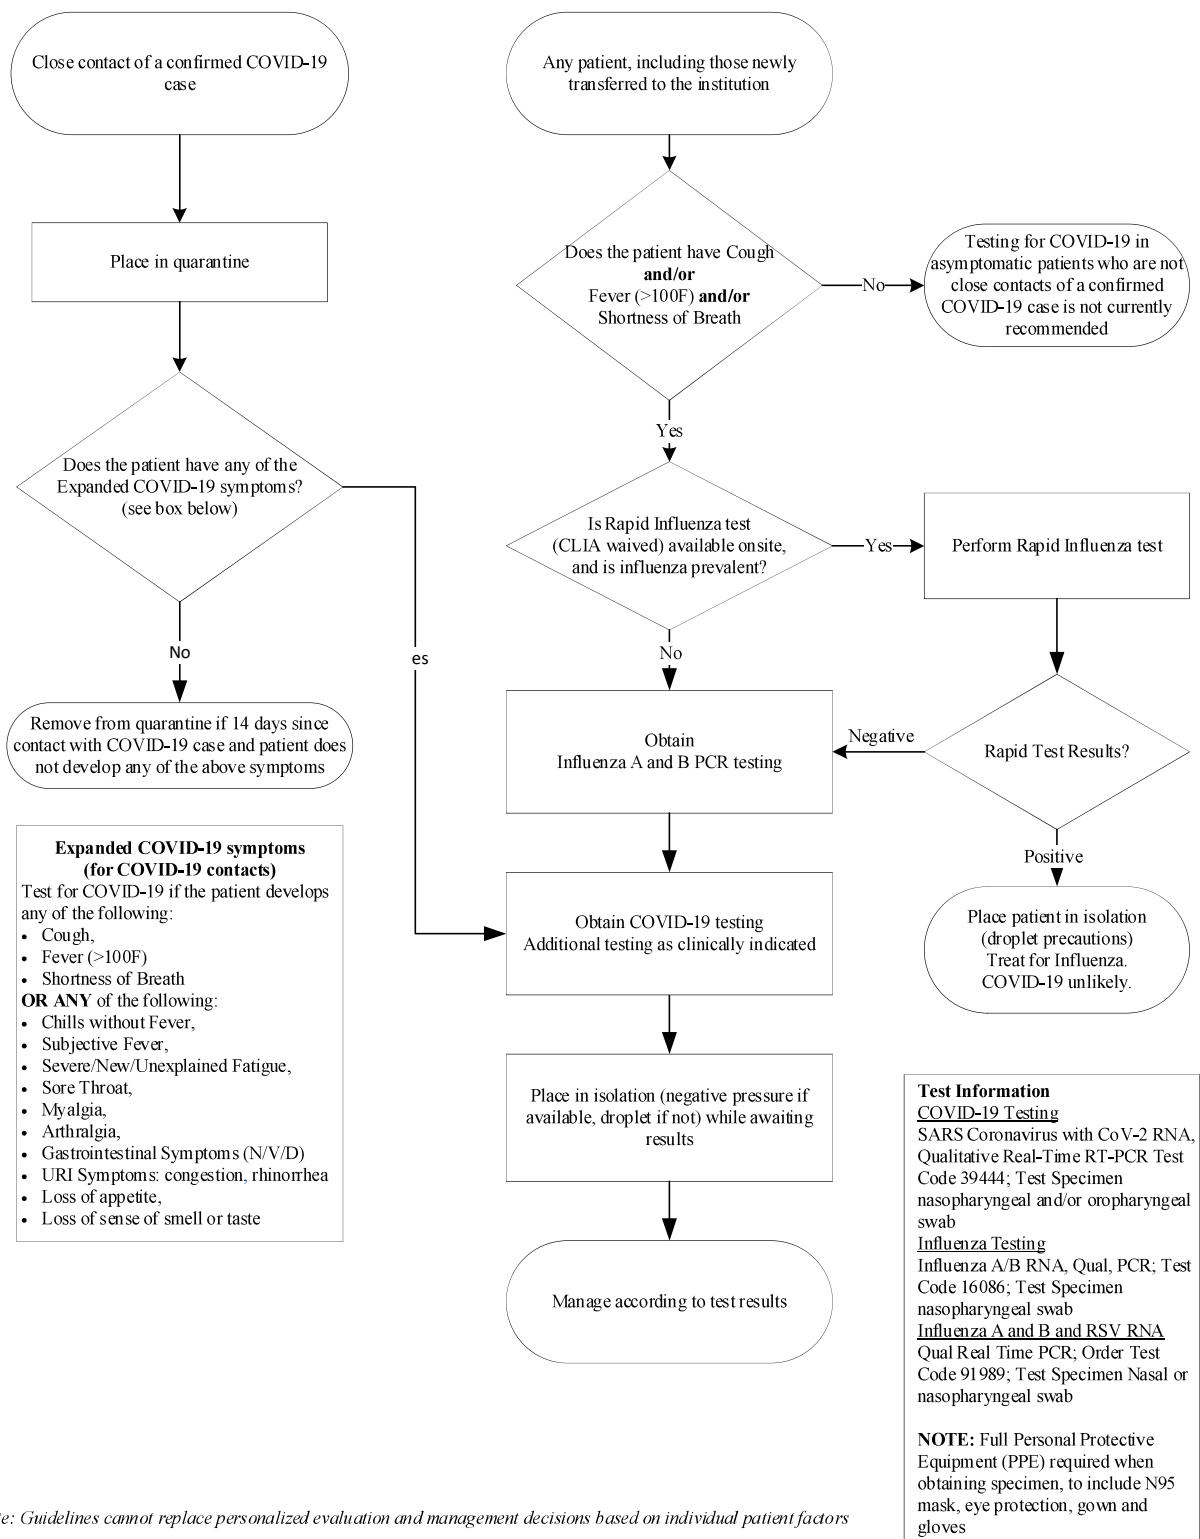 Close contact of a confirmed COVID-19
case
Place in quarantine
Does the patient have any of the
Expanded COVID-19 symptoms?
(see box below)
No
es
Remove from quarantine if 14 days since
contact with COVID-19 case and patient does
not develop any of the above symptoms
Expanded COVID-19 symptoms
(for COVID-19 contacts)
Test for COVID-19 if the patient develops
any of the following:
• Cough,
• Fever (>100F)
• Shortness of Breath
OR ANY of the following:
• Chills without Fever,
• Subjective Fever,
• Severe/New/Unexplained Fatigue,
• Sore Throat,
• Myalgia,
• Arthralgia,
• Gastrointestinal Symptoms (N/V/D)
• URI Symptoms: congestion, rhinorrhea
• Loss of appetite,
• Loss of sense of smell or taste
Any patient, including those newly
transferred to the institution
Does the patient have Cough
and/or
Fever (>100F) and/or
Shortness of Breath
No
Testing for COVID-19 in
asymptomatic patients who are not
close contacts of a confirmed
COVID-19 case is not currently
recommended
Yes
Is Rapid Influenza test
(CLIA waived) available onsite,
and is influenza prevalent?
Yes
Perform Rapid Influenza test
No
Rapid Test Results?
Negative
Obtain
Influenza A and B PCR testing
Positive
Place patient in isolation
(droplet precautions)
Treat for Influenza.
COVID-19 unlikely.
Obtain COVID-19 testing
Additional testing as clinically indicated
Place in isolation (negative pressure if
available, droplet if not) while awaiting
results
Manage according to test results
Test Information
COVID-19 Testing
SARS Coronavirus with CoV-2 RNA,
Qualitative Real-Time RT-PCR Test
Code 39444; Test Specimen
nasopharyngeal and/or oropharyngeal
swab
Influenza Testing
Influenza A/B RNA, Qual, PCR; Test
Code 16086; Test Specimen
nasopharyngeal swab
Influenza A and B and RSV RNA
Qual Real Time PCR; Order Test
Code 91989; Test Specimen Nasal or
nasopharyngeal swab
NOTE: Full Personal Protective
Equipment (PPE) required when
obtaining specimen, to include N95
mask, eye protection, gown and
gloves
e: Guidelines cannot replace personalized evaluation and management decisions based on individual patient factors